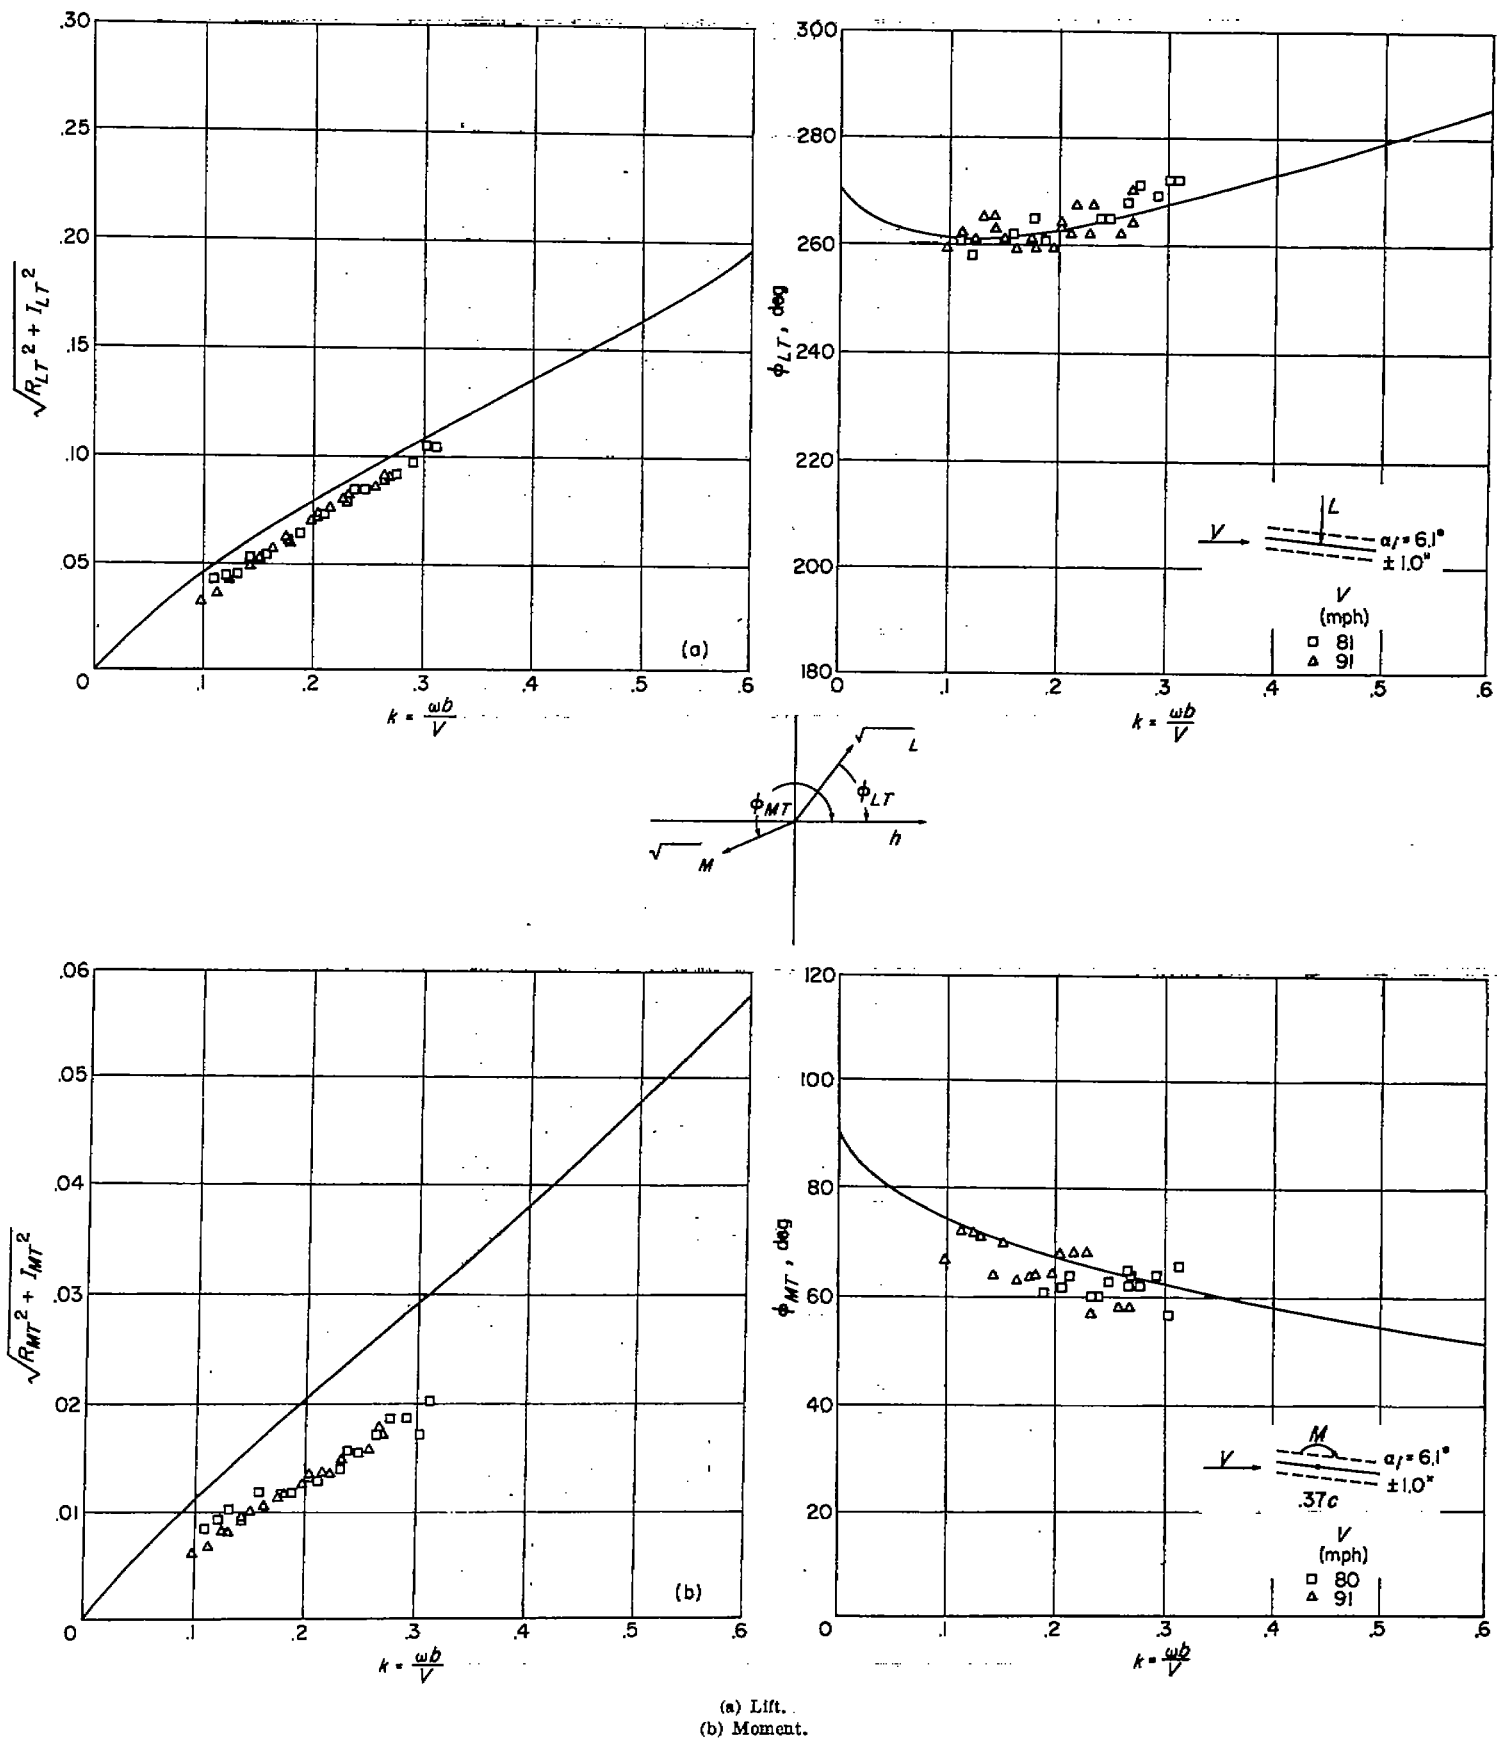 .30
.25
.20
.15
.10
.05
0
.1
.2
.3
.4
.5
.6
√R_LT² + I_LT²
k = ωb/V
(a)
300
280
260
240
220
200
180
0
.1
.2
.3
.4
.5
.6
ϕ_LT, deg
k = ωb/V
L
V
α_i = 6.1°
± 1.0°
V
(mph)
□ 81
△ 91
√ L
ϕ_MT
ϕ_LT
h
√ M
.06
.05
.04
.03
.02
.01
0
.1
.2
.3
.4
.5
.6
√R_MT² + I_MT²
k = ωb/V
(b)
120
100
80
60
40
20
0
.1
.2
.3
.4
.5
.6
ϕ_MT, deg
k = ωb/V
M
V
α_i = 6.1°
± 1.0°
.37c
V
(mph)
□ 80
△ 91
(a) Lift.
(b) Moment.